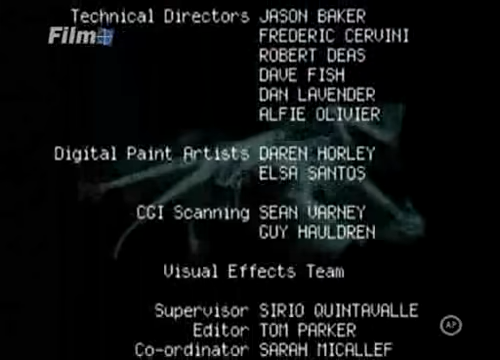 Technical Directors JASON BAKER
Film+
FREDERIC CERVINI
ROBERT DEAS
DAVE FISH
DAN LAVENDER
ALFIE OLIVIER
Digital Paint Artists DAREN HORLEY
ELSA SANTOS
CGI Scanning SEAN VARNEY
GUY HAULDREN
Visual Effects Team
Supervisor SIRIO QUINTAVALLE
Editor TOM PARKER
AP
Co-ordinator SARAH MICALLEF